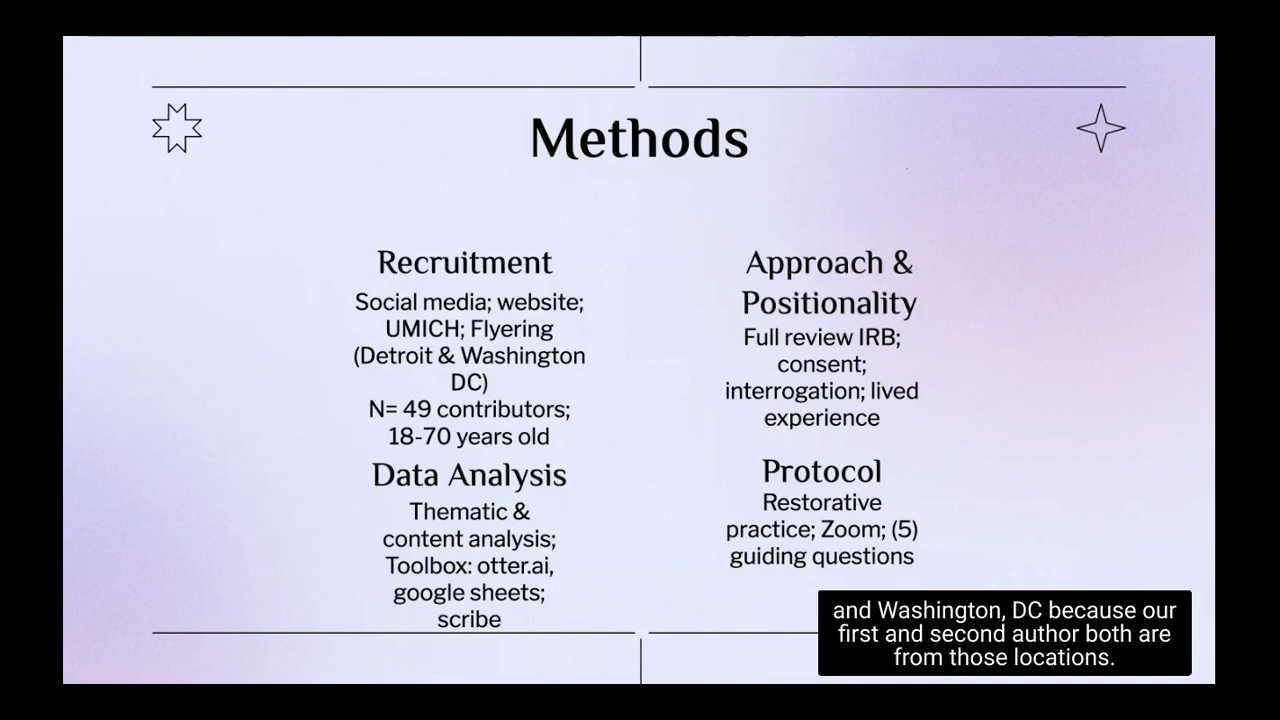 Methods
Recruitment
Social media; website;
UMICH; Flyering
(Detroit & Washington
DC)
N= 49 contributors;
18-70 years old
Data Analysis
Thematic &
content analysis;
Toolbox: otter.ai,
google sheets;
scribe
Approach &
Positionality
Full review IRB;
consent;
interrogation; lived
experience
Protocol
Restorative
practice; Zoom; (5)
guiding questions
and Washington, DC because our
first and second author both are
from those locations.